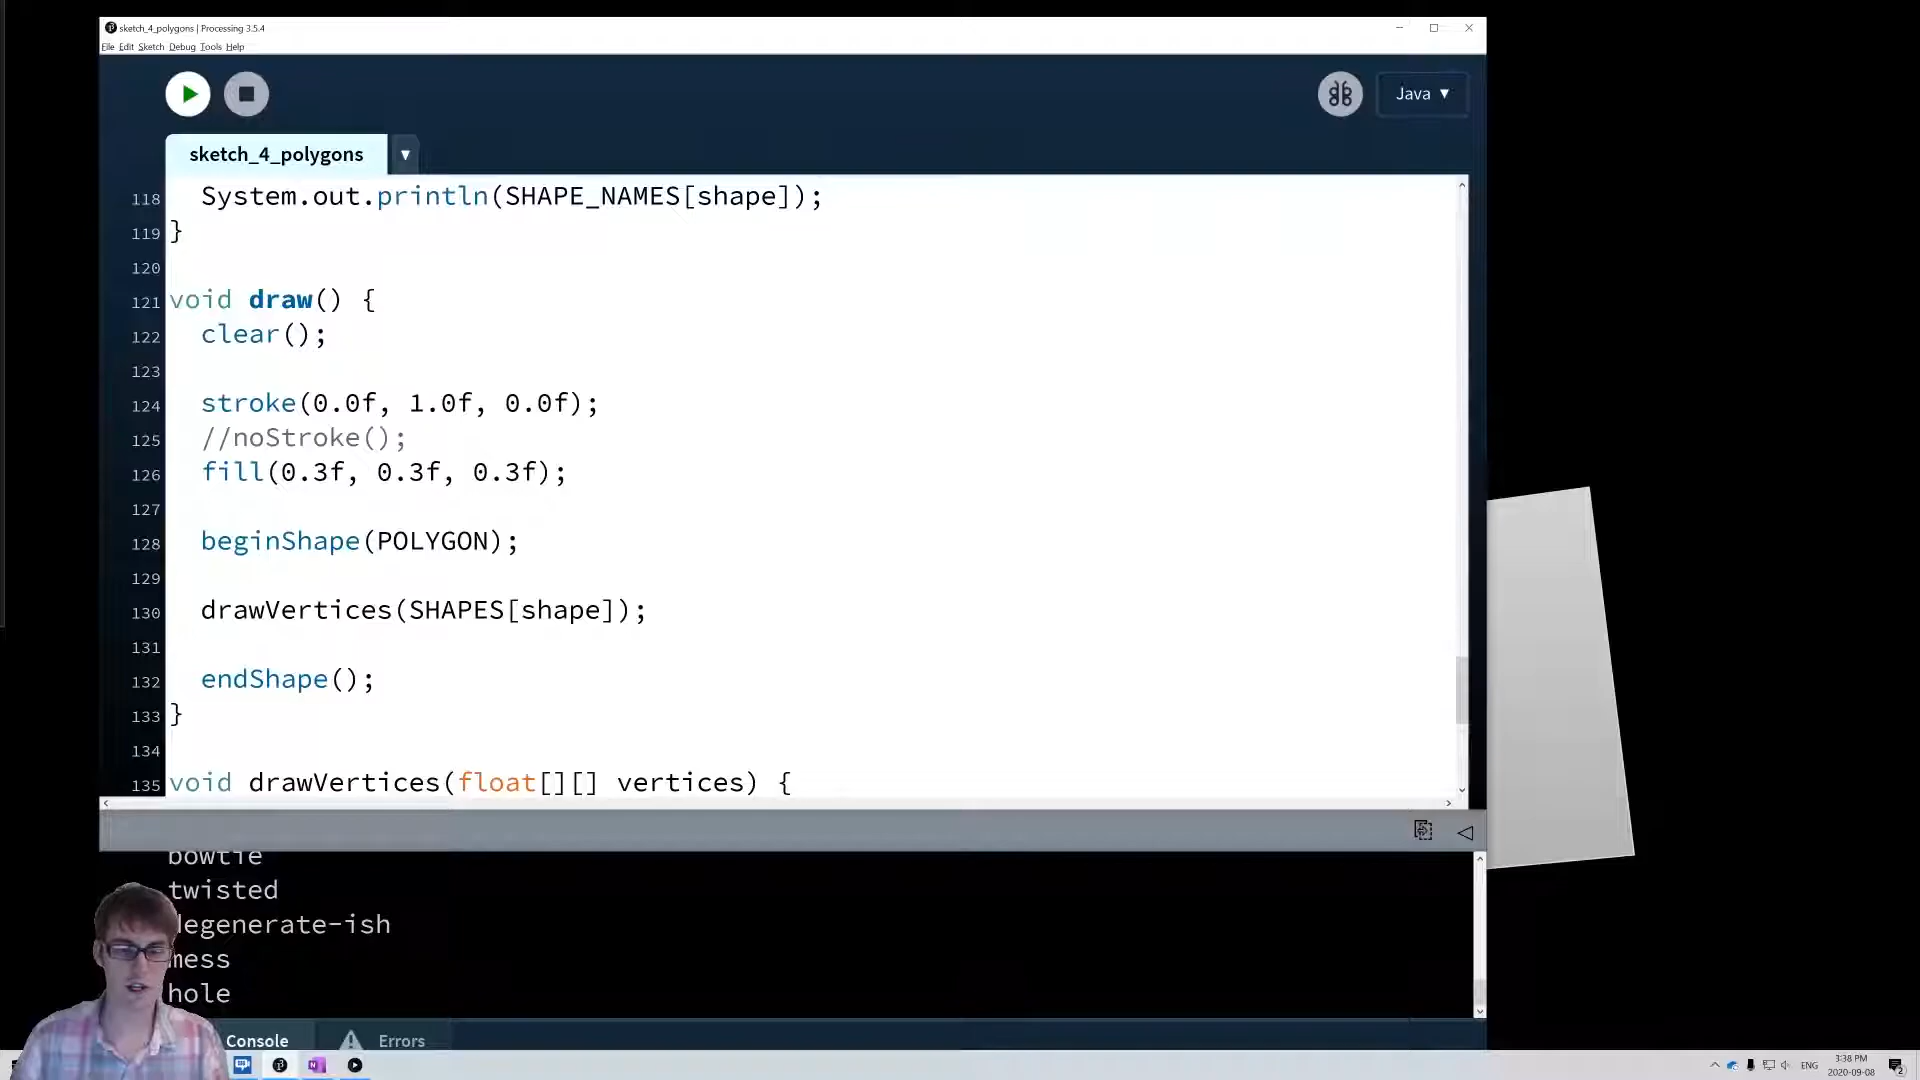 sketch_4_polygons | Processing 3.5.4
File Edit Sketch Debug Tools Help
Java ▼
sketch_4_polygons ▼
118 System.out.println(SHAPE_NAMES[shape]);
119 }
120
121 void draw() {
122 clear();
123
124 stroke(0.0f, 1.0f, 0.0f);
125 //noStroke();
126 fill(0.3f, 0.3f, 0.3f);
127
128 beginShape(POLYGON);
129
130 drawVertices(SHAPES[shape]);
131
132 endShape();
133 }
134
135 void drawVertices(float[][] vertices) {
bowtie
twisted
degenerate-ish
mess
hole
Console Errors
ENG
3:38 PM
2020-09-08
2